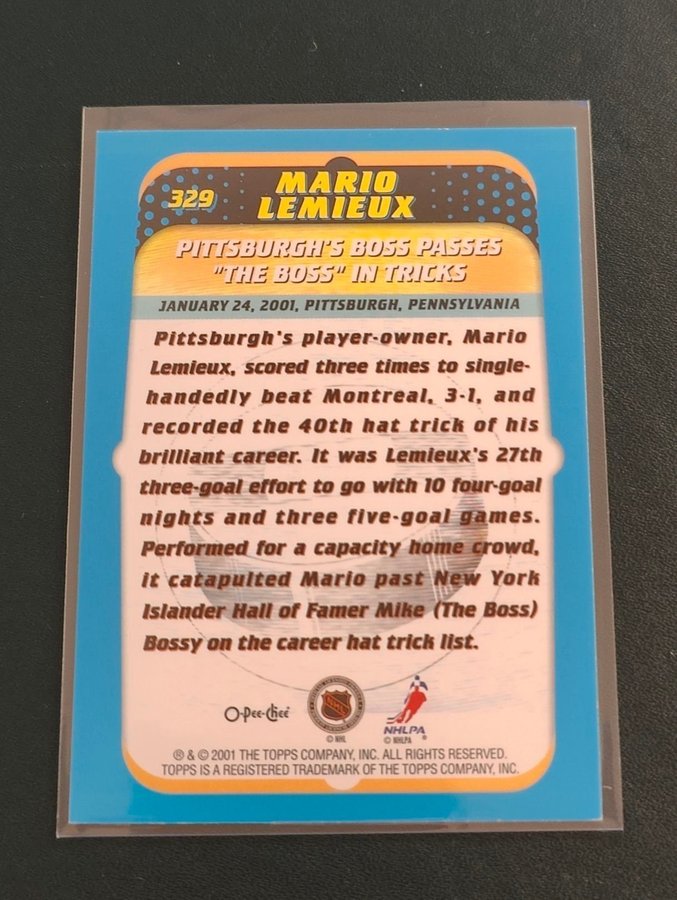 329
MARIO
LEMIEUX
PITTSBURGH'S BOSS PASSES
"THE BOSS" IN TRICKS
JANUARY 24, 2001, PITTSBURGH, PENNSYLVANIA
Pittsburgh's player-owner, Mario
Lemieux, scored three times to single-
handedly beat Montreal, 3-1, and
recorded the 40th hat trick of his
brilliant career. It was Lemieux's 27th
three-goal effort to go with 10 four-goal
nights and three five-goal games.
Performed for a capacity home crowd,
it catapulted Mario past New York
Islander Hall of Famer Mike (The Boss)
Bossy on the career hat trick list.
O-Pee-Chee®
NHL
© NHL
NHLPA®
© NHLPA
® & © 2001 THE TOPPS COMPANY, INC. ALL RIGHTS RESERVED.
TOPPS IS A REGISTERED TRADEMARK OF THE TOPPS COMPANY, INC.